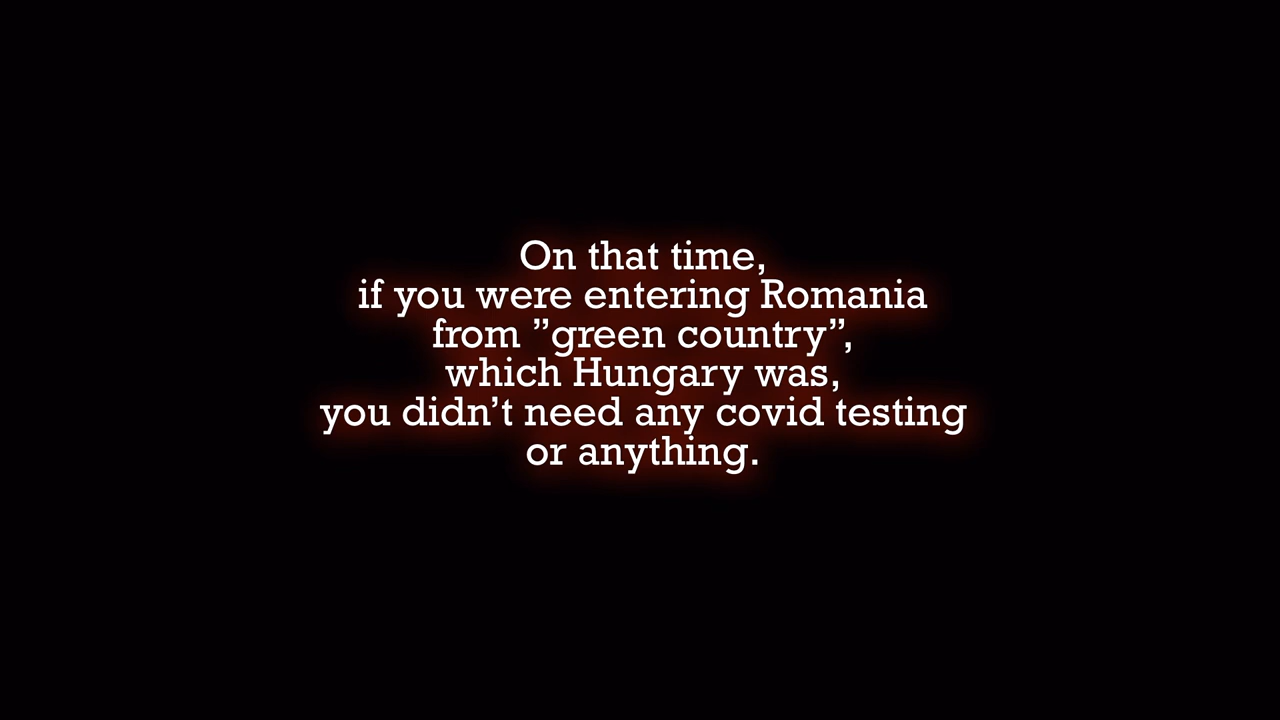 On that time,
if you were entering Romania
from ”green country”,
which Hungary was,
you didn’t need any covid testing
or anything.